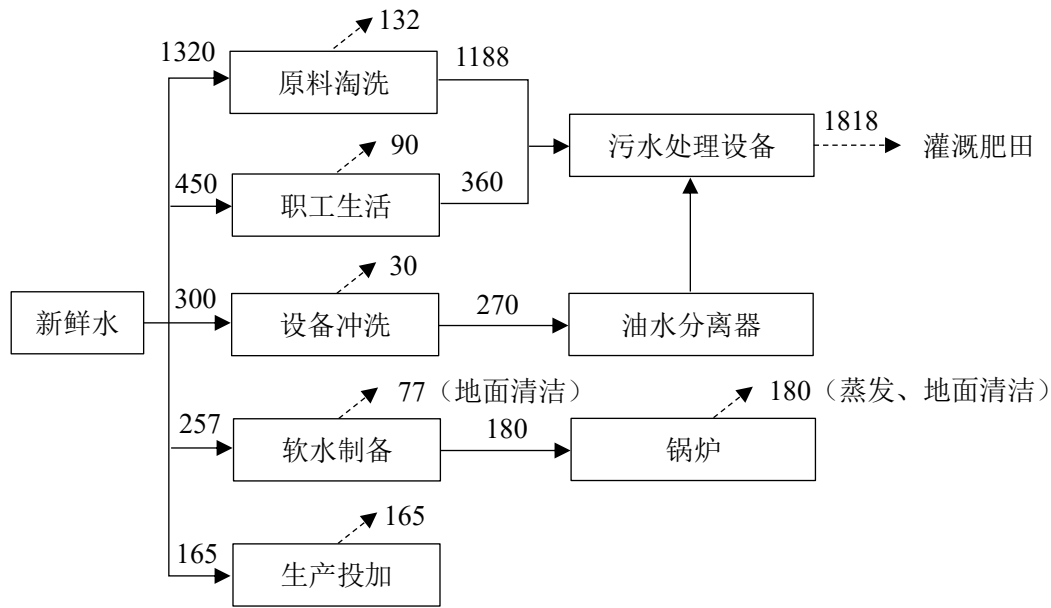 132
1320
原料淘洗
1188
污水处理设备
1818
灌溉肥田
90
450
职工生活
360
30
新鲜水
300
设备冲洗
270
油水分离器
77（地面清洁）
180（蒸发、地面清洁）
257
软水制备
180
锅炉
165
165
生产投加